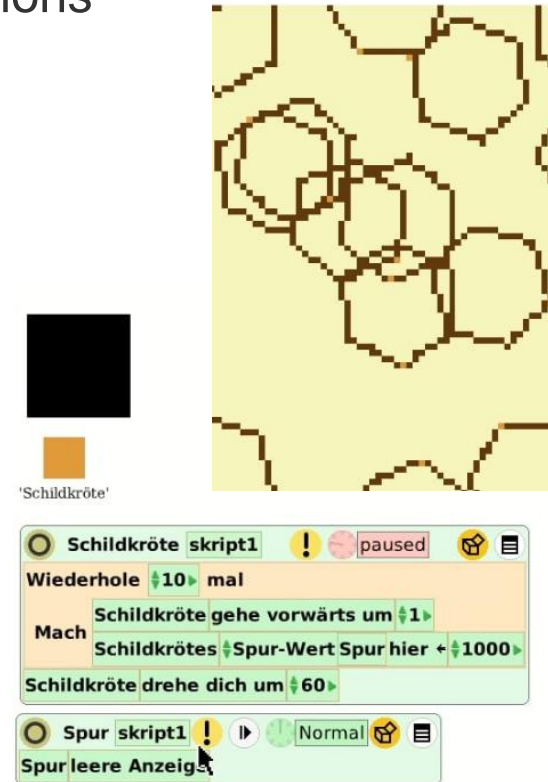 'Schildkröte'
Schildkröte skript1 ! paused
Wiederhole 10 mal
Mach
Schildkröte gehe vorwärts um 1
Schildkrötes Spur-Wert Spur hier ← 1000
Schildkröte drehe dich um 60
Spur skript1 ! Normal
Spur leere